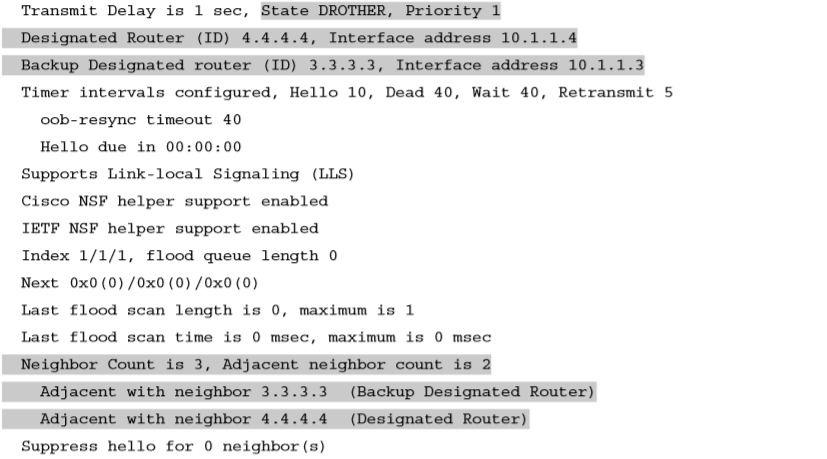 Transmit Delay is 1 sec, State DROTHER, Priority 1
Designated Router (ID) 4.4.4.4, Interface address 10.1.1.4
Backup Designated router (ID) 3.3.3.3, Interface address 10.1.1.3
Timer intervals configured, Hello 10, Dead 40, Wait 40, Retransmit 5
oob-resync timeout 40
Hello due in 00:00:00
Supports Link-local Signaling (LLS)
Cisco NSF helper support enabled
IETF NSF helper support enabled
Index 1/1/1, flood queue length 0
Next 0x0(0)/0x0(0)/0x0(0)
Last flood scan length is 0, maximum is 1
Last flood scan time is 0 msec, maximum is 0 msec
Neighbor Count is 3, Adjacent neighbor count is 2
Adjacent with neighbor 3.3.3.3 (Backup Designated Router)
Adjacent with neighbor 4.4.4.4 (Designated Router)
Suppress hello for 0 neighbor(s)